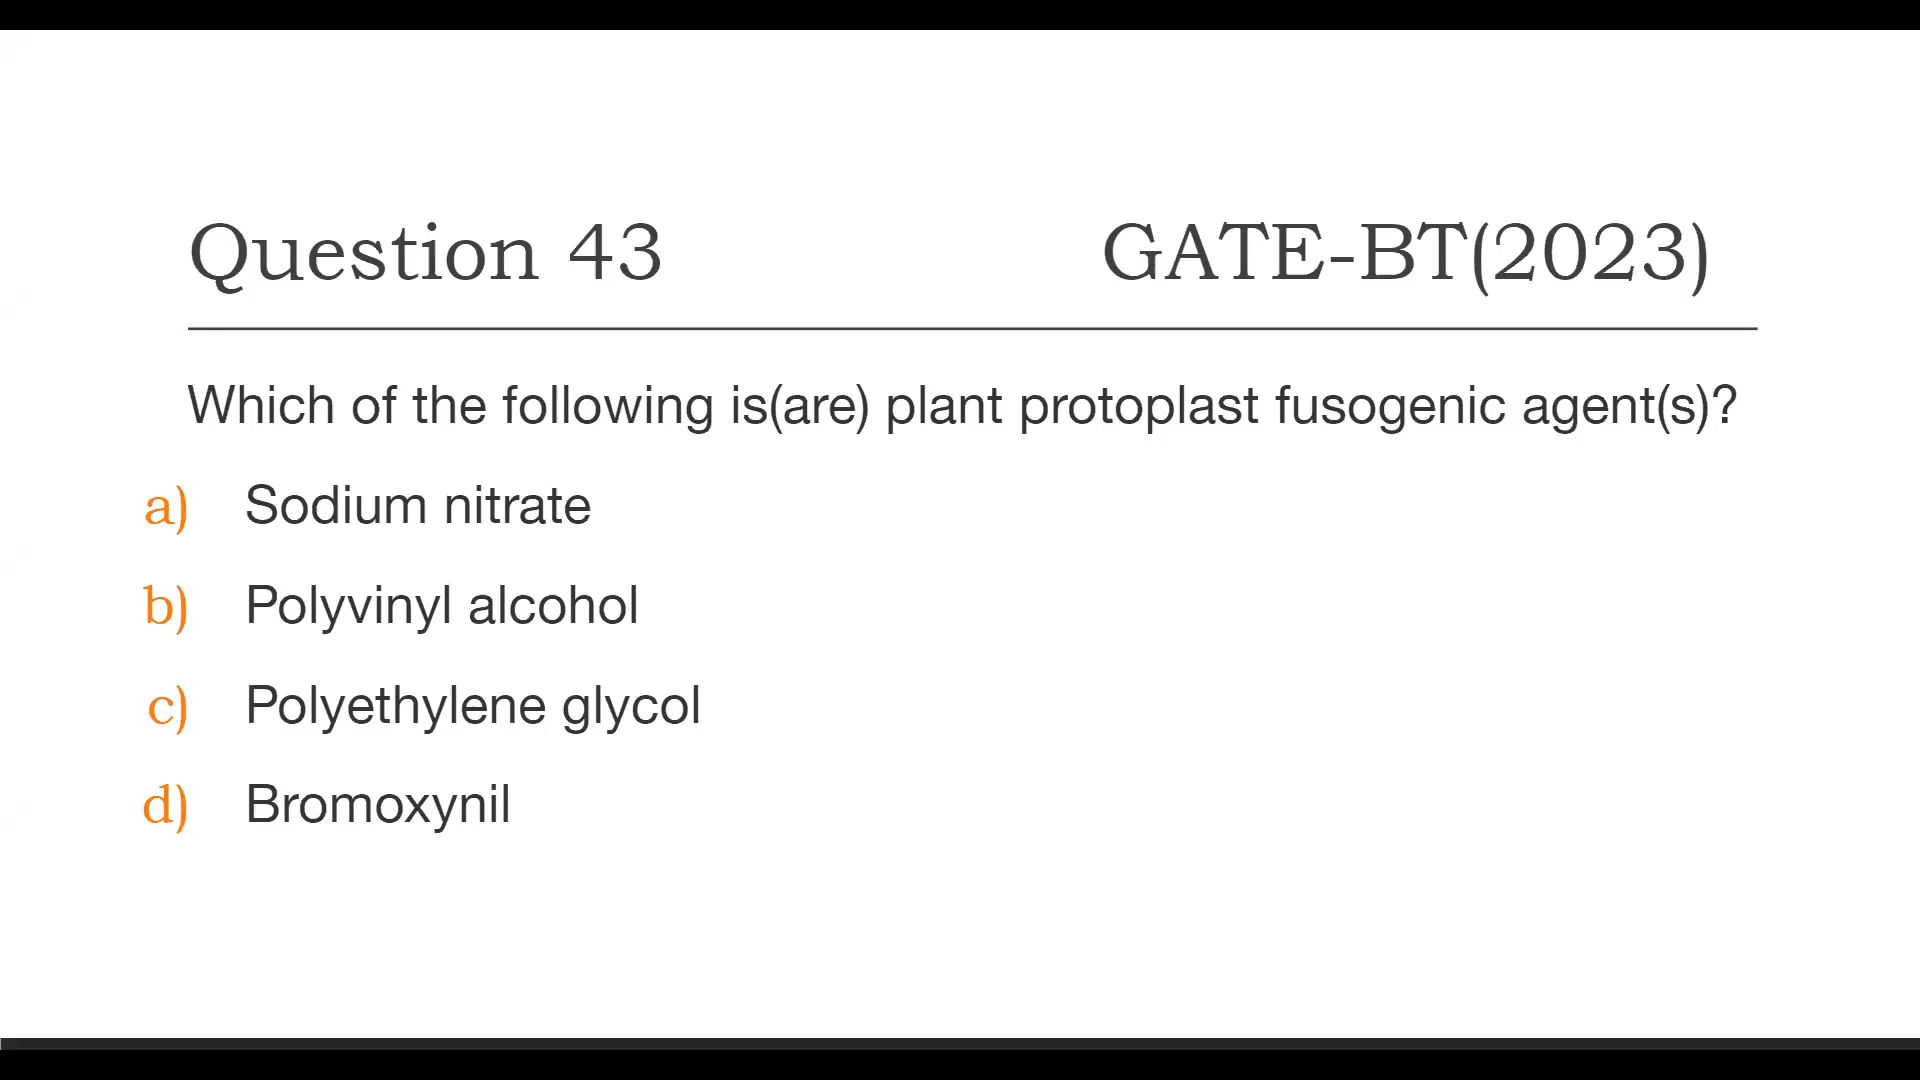 Question 43 GATE-BT(2023)
Which of the following is(are) plant protoplast fusogenic agent(s)?
a) Sodium nitrate
b) Polyvinyl alcohol
c) Polyethylene glycol
d) Bromoxynil